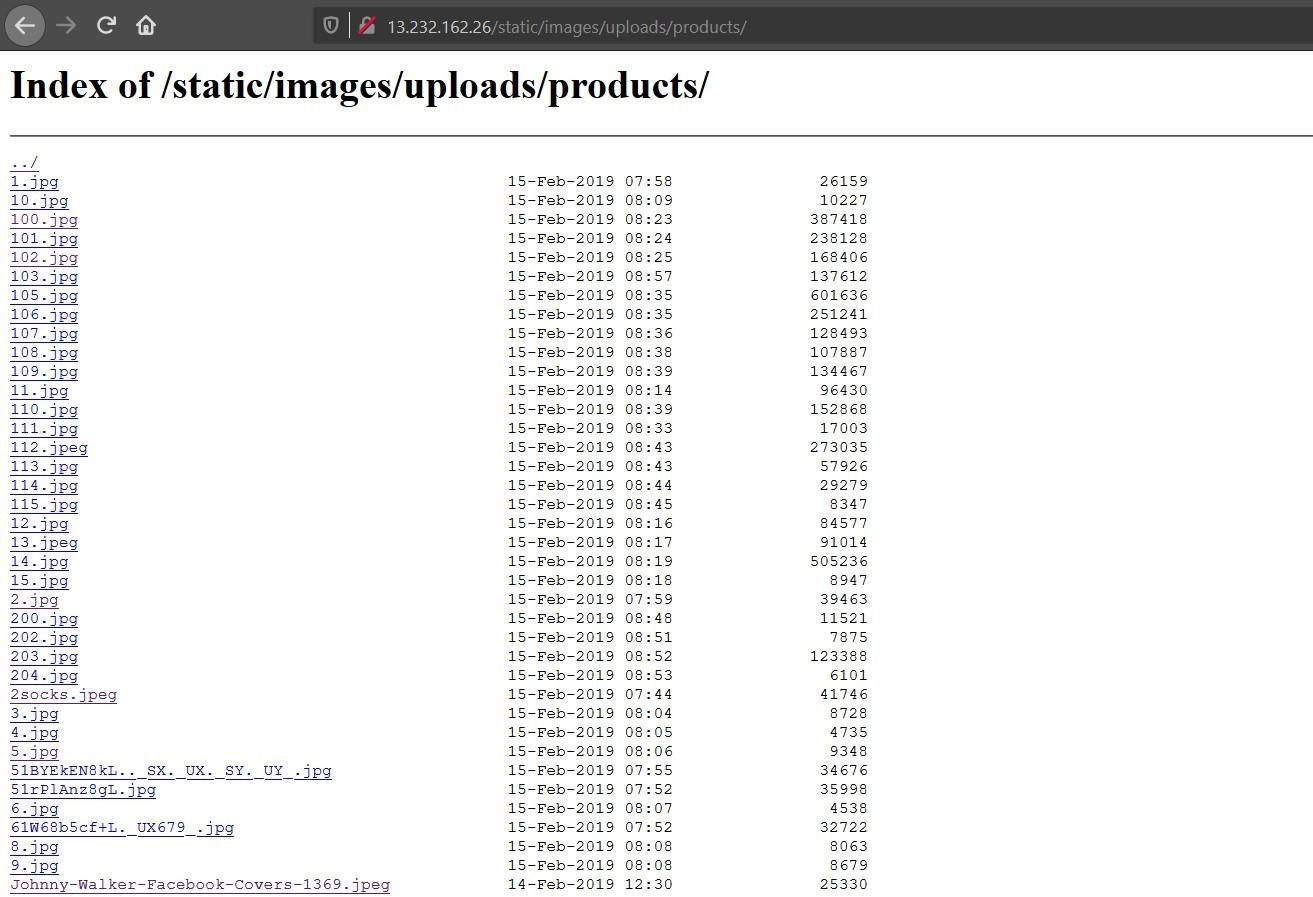 13.232.162.26/static/images/uploads/products/
Index of /static/images/uploads/products/
../
1.jpg 15-Feb-2019 07:58 26159
10.jpg 15-Feb-2019 08:09 10227
100.jpg 15-Feb-2019 08:23 387418
101.jpg 15-Feb-2019 08:24 238128
102.jpg 15-Feb-2019 08:25 168406
103.jpg 15-Feb-2019 08:57 137612
105.jpg 15-Feb-2019 08:35 601636
106.jpg 15-Feb-2019 08:35 251241
107.jpg 15-Feb-2019 08:36 128493
108.jpg 15-Feb-2019 08:38 107887
109.jpg 15-Feb-2019 08:39 134467
11.jpg 15-Feb-2019 08:14 96430
110.jpg 15-Feb-2019 08:39 152868
111.jpg 15-Feb-2019 08:33 17003
112.jpeg 15-Feb-2019 08:43 273035
113.jpg 15-Feb-2019 08:43 57926
114.jpg 15-Feb-2019 08:44 29279
115.jpg 15-Feb-2019 08:45 8347
12.jpg 15-Feb-2019 08:16 84577
13.jpeg 15-Feb-2019 08:17 91014
14.jpg 15-Feb-2019 08:19 505236
15.jpg 15-Feb-2019 08:18 8947
2.jpg 15-Feb-2019 07:59 39463
200.jpg 15-Feb-2019 08:48 11521
202.jpg 15-Feb-2019 08:51 7875
203.jpg 15-Feb-2019 08:52 123388
204.jpg 15-Feb-2019 08:53 6101
2socks.jpeg 15-Feb-2019 07:44 41746
3.jpg 15-Feb-2019 08:04 8728
4.jpg 15-Feb-2019 08:05 4735
5.jpg 15-Feb-2019 08:06 9348
51BYEkEN8kL.._SX._UX._SY._UY_.jpg 15-Feb-2019 07:55 34676
51rPlAnz8gL.jpg 15-Feb-2019 07:52 35998
6.jpg 15-Feb-2019 08:07 4538
61W68b5cf+L._UX679_.jpg 15-Feb-2019 07:52 32722
8.jpg 15-Feb-2019 08:08 8063
9.jpg 15-Feb-2019 08:08 8679
Johnny-Walker-Facebook-Covers-1369.jpeg 14-Feb-2019 12:30 25330